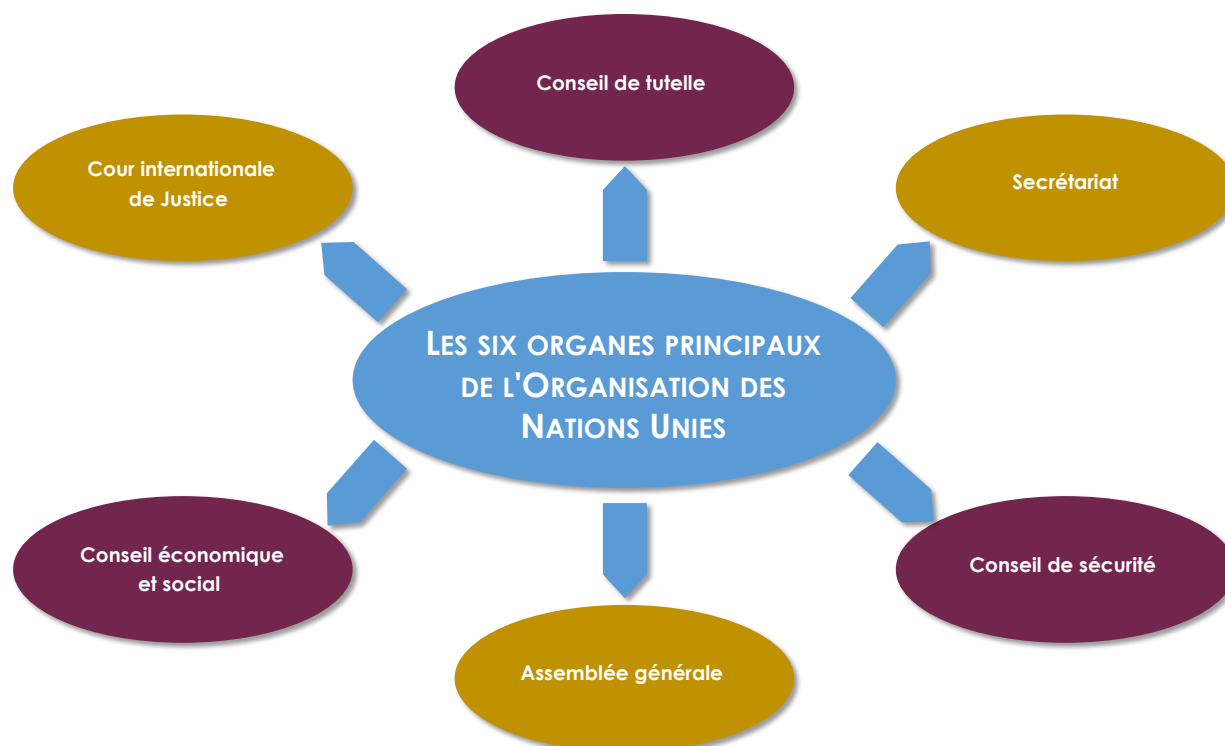 Conseil de tutelle
Cour internationale
de Justice
Secrétariat
LES SIX ORGANES PRINCIPAUX
DE L'ORGANISATION DES
NATIONS UNIES
Conseil économique
et social
Conseil de sécurité
Assemblée générale